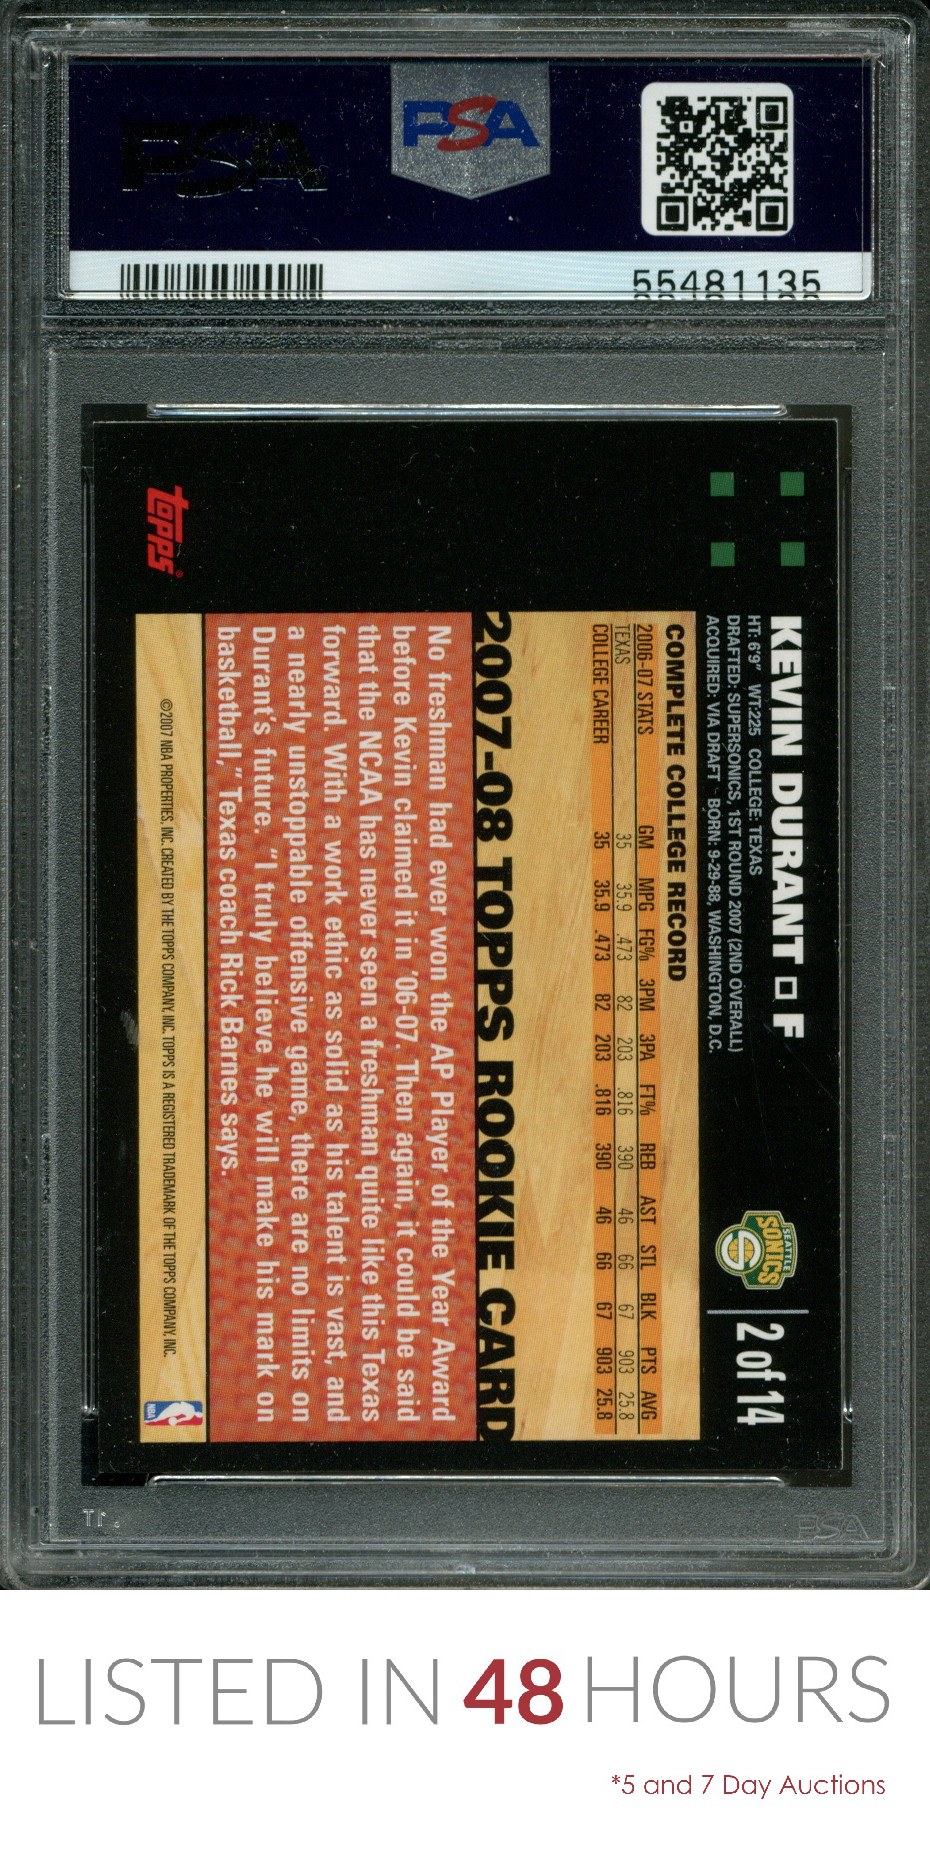 PSA
PSA
55481135
KEVIN DURANT □ F
HT: 6'9" WT:225 COLLEGE: TEXAS
DRAFTED: SUPERSONICS, 1ST ROUND 2007 (2ND OVERALL)
ACQUIRED: VIA DRAFT BORN: 9-29-88, WASHINGTON, D.C.
SEATTLE
SONICS
2 of 14
COMPLETE COLLEGE RECORD
2006-07 STATS GM MPG FG% 3PM 3PA FT% REB AST STL BLK PTS AVG
TEXAS 35 35.9 .473 82 203 .816 390 46 66 67 903 25.8
COLLEGE CAREER 35 35.9 .473 82 203 .816 390 46 66 67 903 25.8
2007-08 TOPPS ROOKIE CARD
No freshman had ever won the AP Player of the Year Award
before Kevin claimed it in '06-07. Then again, it could be said
that the NCAA has never seen a freshman quite like this Texas
forward. With a work ethic as solid as his talent is vast, and
a nearly unstoppable offensive game, there are no limits on
Durant's future. "I truly believe he will make his mark on
basketball," Texas coach Rick Barnes says.
©2007 NBA PROPERTIES, INC. CREATED BY THE TOPPS COMPANY, INC. TOPPS IS A REGISTERED TRADEMARK OF THE TOPPS COMPANY, INC.
topps®
NBA
PSA
LISTED IN 48 HOURS
*5 and 7 Day Auctions